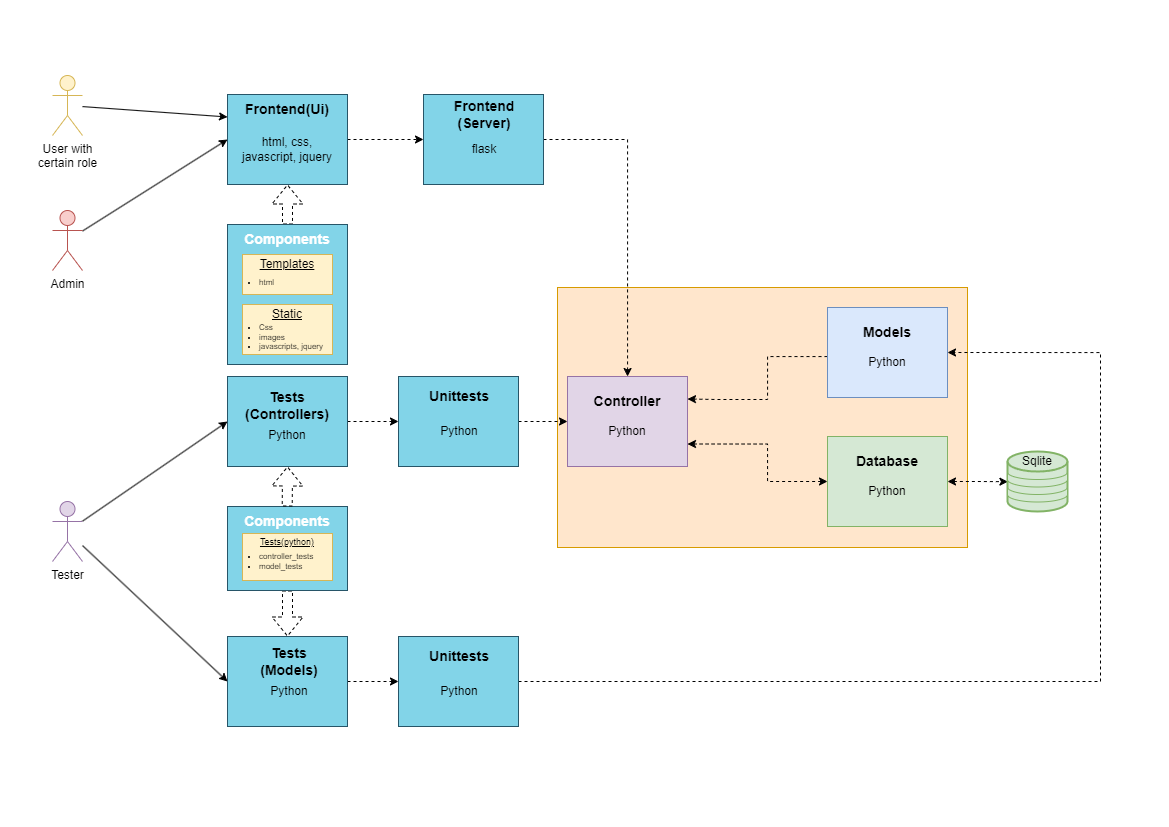 User with
certain role
Admin
Frontend(Ui)
html, css,
javascript, jquery
Frontend
(Server)
flask
Components
Templates
html
Static
Css
images
javascripts, jquery
Tests
(Controllers)
Python
Unittests
Python
Controller
Python
Models
Python
Database
Python
Sqlite
Tester
Components
Tests(python)
controller_tests
model_tests
Tests
(Models)
Python
Unittests
Python